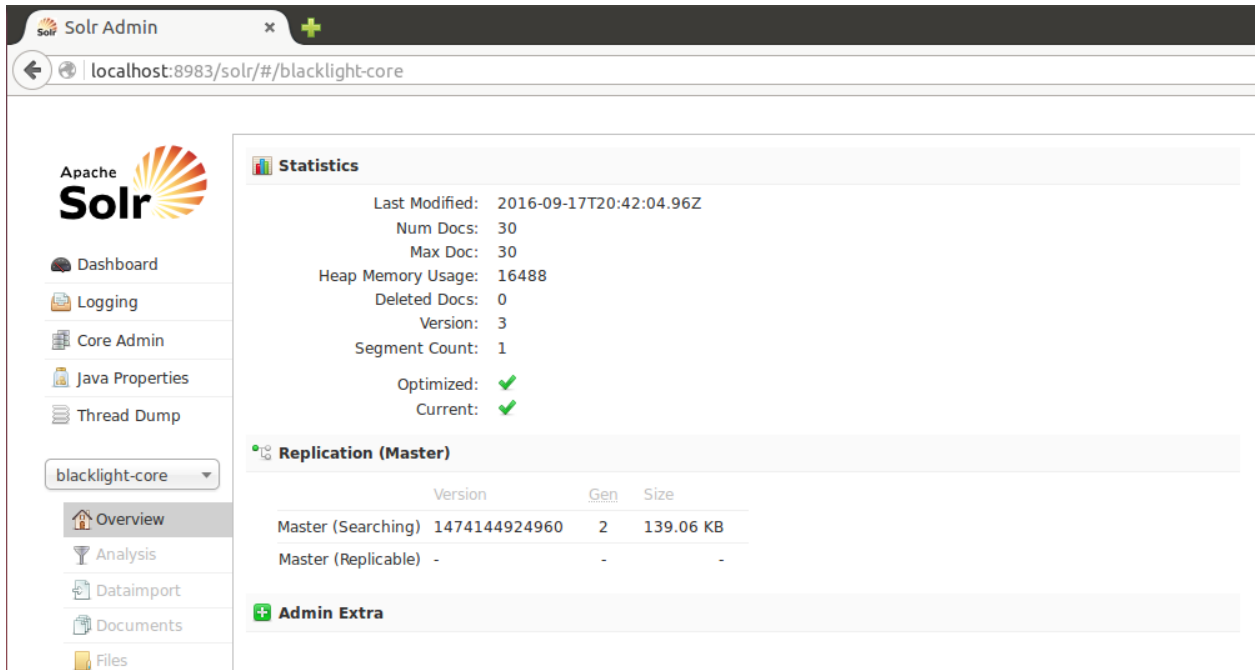 Solr Admin
localhost:8983/solr/#/blacklight-core
Apache
Solr
Dashboard
Logging
Core Admin
Java Properties
Thread Dump
blacklight-core
Overview
Analysis
Dataimport
Documents
Files
Statistics
Last Modified: 2016-09-17T20:42:04.96Z
Num Docs: 30
Max Doc: 30
Heap Memory Usage: 16488
Deleted Docs: 0
Version: 3
Segment Count: 1
Optimized:
Current:
Replication (Master)
Version Gen Size
Master (Searching) 1474144924960 2 139.06 KB
Master (Replicable) - - -
Admin Extra